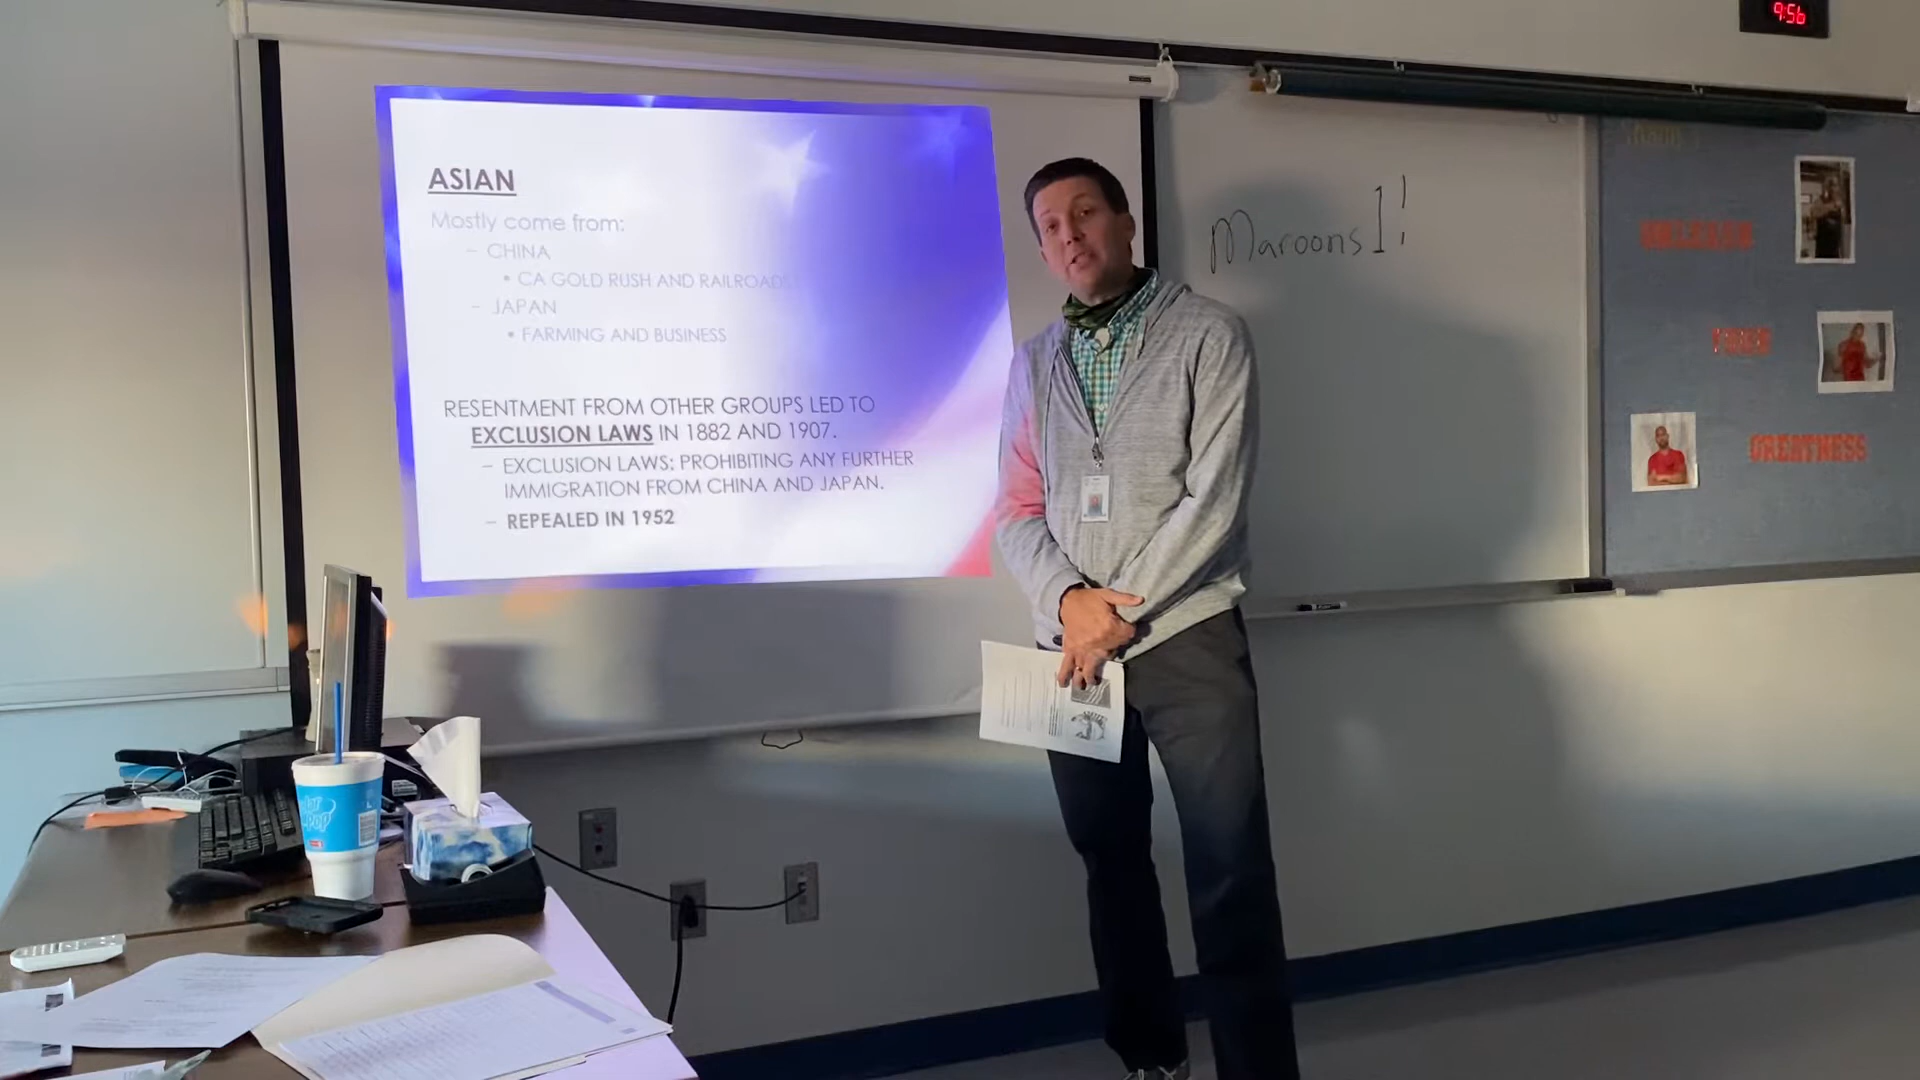 9:56
ASIAN
Mostly come from:
– CHINA
• CA GOLD RUSH AND RAILROADS
– JAPAN
• FARMING AND BUSINESS
RESENTMENT FROM OTHER GROUPS LED TO
EXCLUSION LAWS IN 1882 AND 1907.
– EXCLUSION LAWS: PROHIBITING ANY FURTHER
IMMIGRATION FROM CHINA AND JAPAN.
– REPEALED IN 1952
Maroons!!
UNLEASH
YOUR
GREATNESS